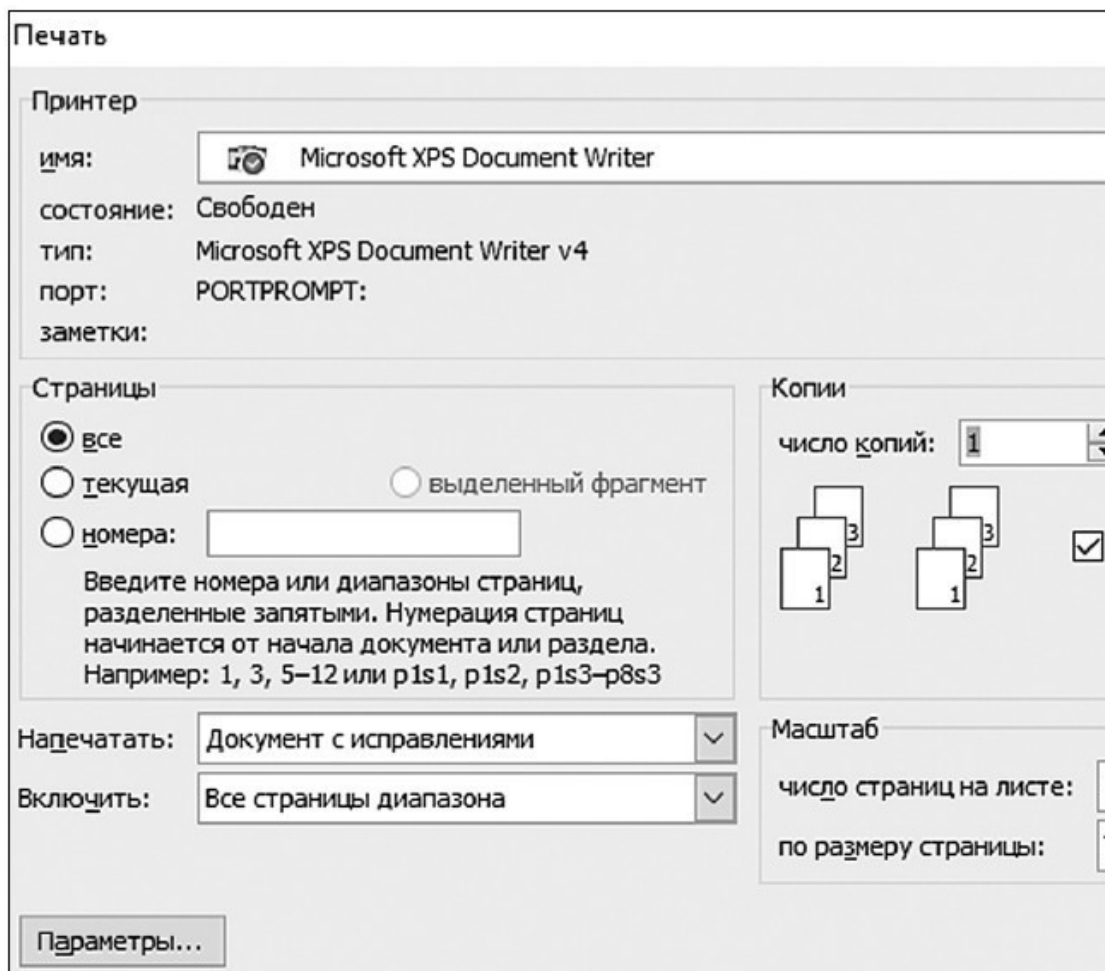 Печать
Принтер
имя: Microsoft XPS Document Writer
состояние: Свободен
тип: Microsoft XPS Document Writer v4
порт: PORTPROMPT:
заметки:
Страницы
все
текущая выделенный фрагмент
номера:
Введите номера или диапазоны страниц,
разделенные запятыми. Нумерация страниц
начинается от начала документа или раздела.
Например: 1, 3, 5–12 или p1s1, p1s2, p1s3–p8s3
Копии
число копий: 1
3 3
2 2
1 1
Напечатать: Документ с исправлениями
Включить: Все страницы диапазона
Масштаб
число страниц на листе:
по размеру страницы:
Параметры...